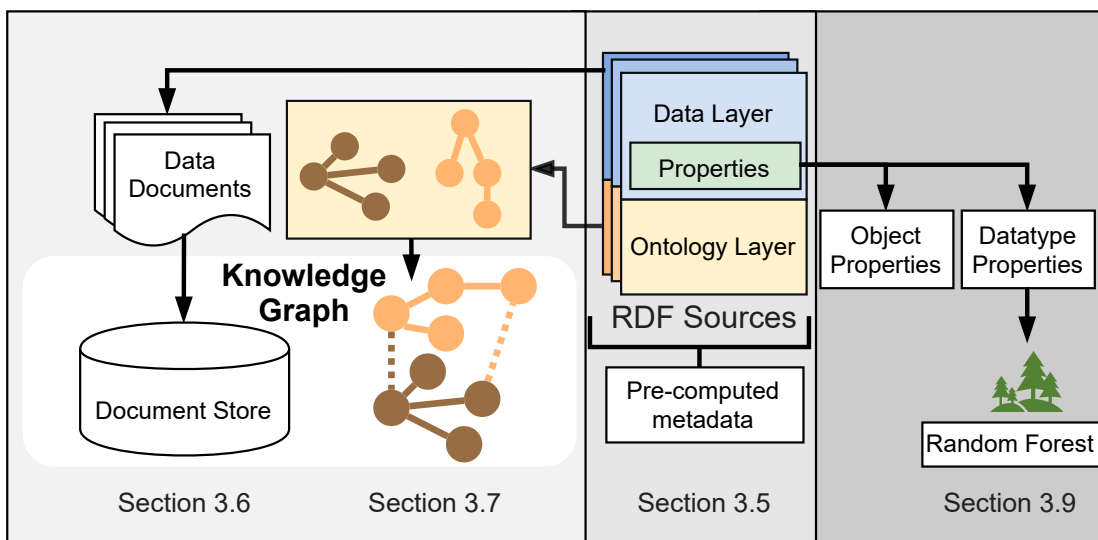 Data
Documents
Knowledge
Graph
Document Store
Data Layer
Properties
Ontology Layer
RDF Sources
Pre-computed
metadata
Object
Properties
Datatype
Properties
Random Forest
Section 3.6
Section 3.7
Section 3.5
Section 3.9